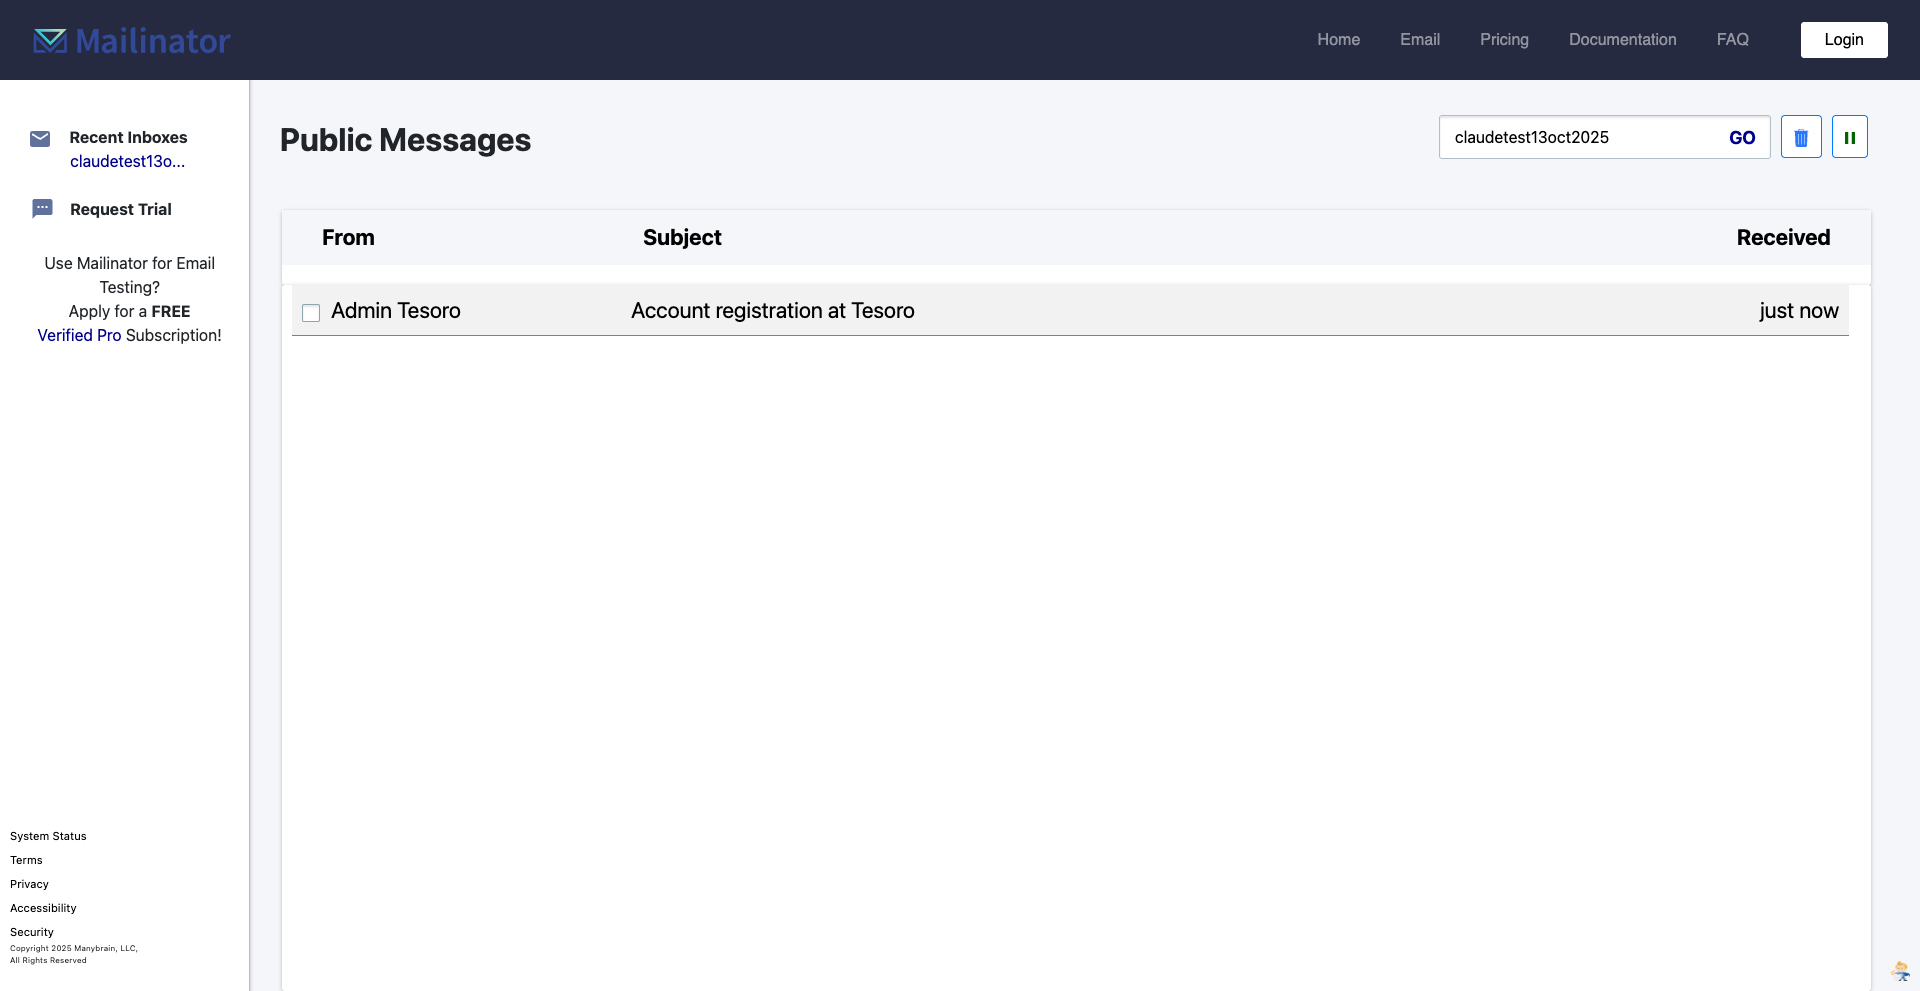 Mailinator
Home
Email
Pricing
Documentation
FAQ
Login
Recent Inboxes
claudetest13o...
Request Trial
Use Mailinator for Email
Testing?
Apply for a FREE
Verified Pro Subscription!
System Status
Terms
Privacy
Accessibility
Security
Copyright 2025 Manybrain, LLC,
All Rights Reserved
Public Messages
claudetest13oct2025
GO
From
Subject
Received
Admin Tesoro
Account registration at Tesoro
just now